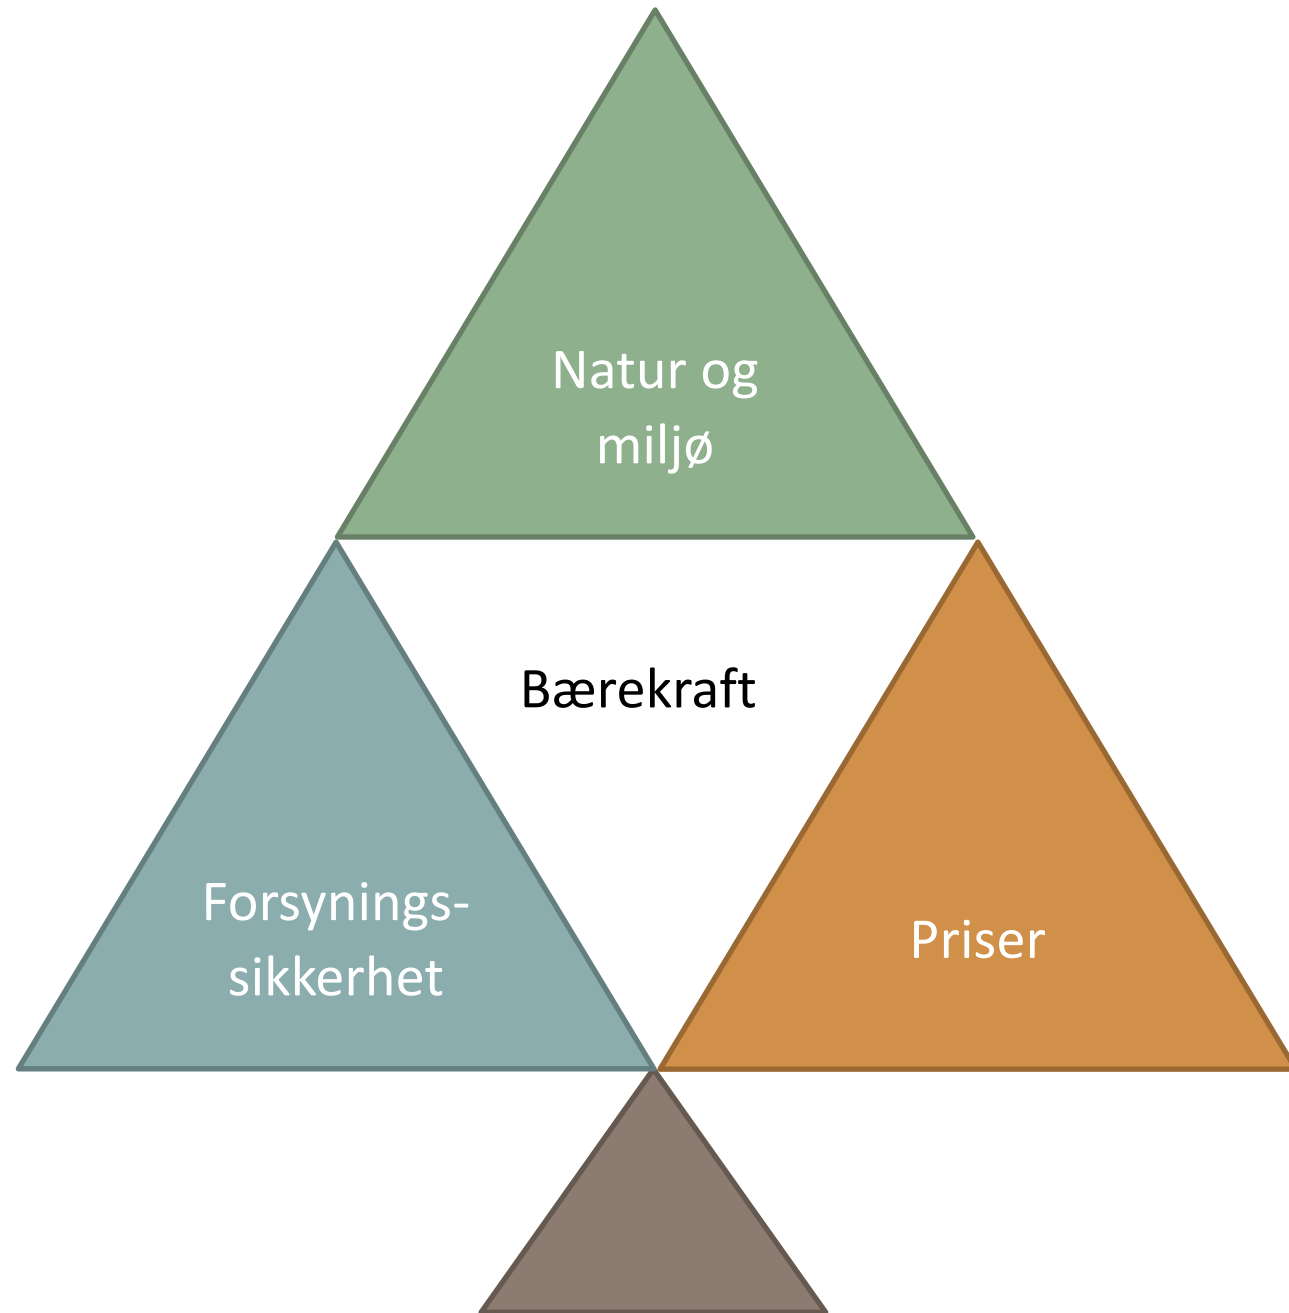 Natur og
miljø
Bærekraft
Forsynings-
sikkerhet
Priser